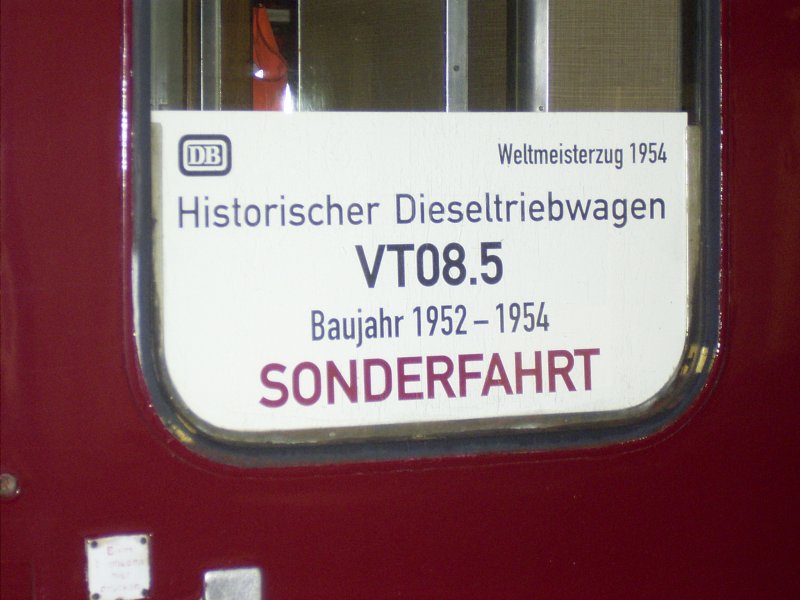 DB
Weltmeisterzug 1954
Historischer Dieseltriebwagen
VT08.5
Baujahr 1952 – 1954
SONDERFAHRT